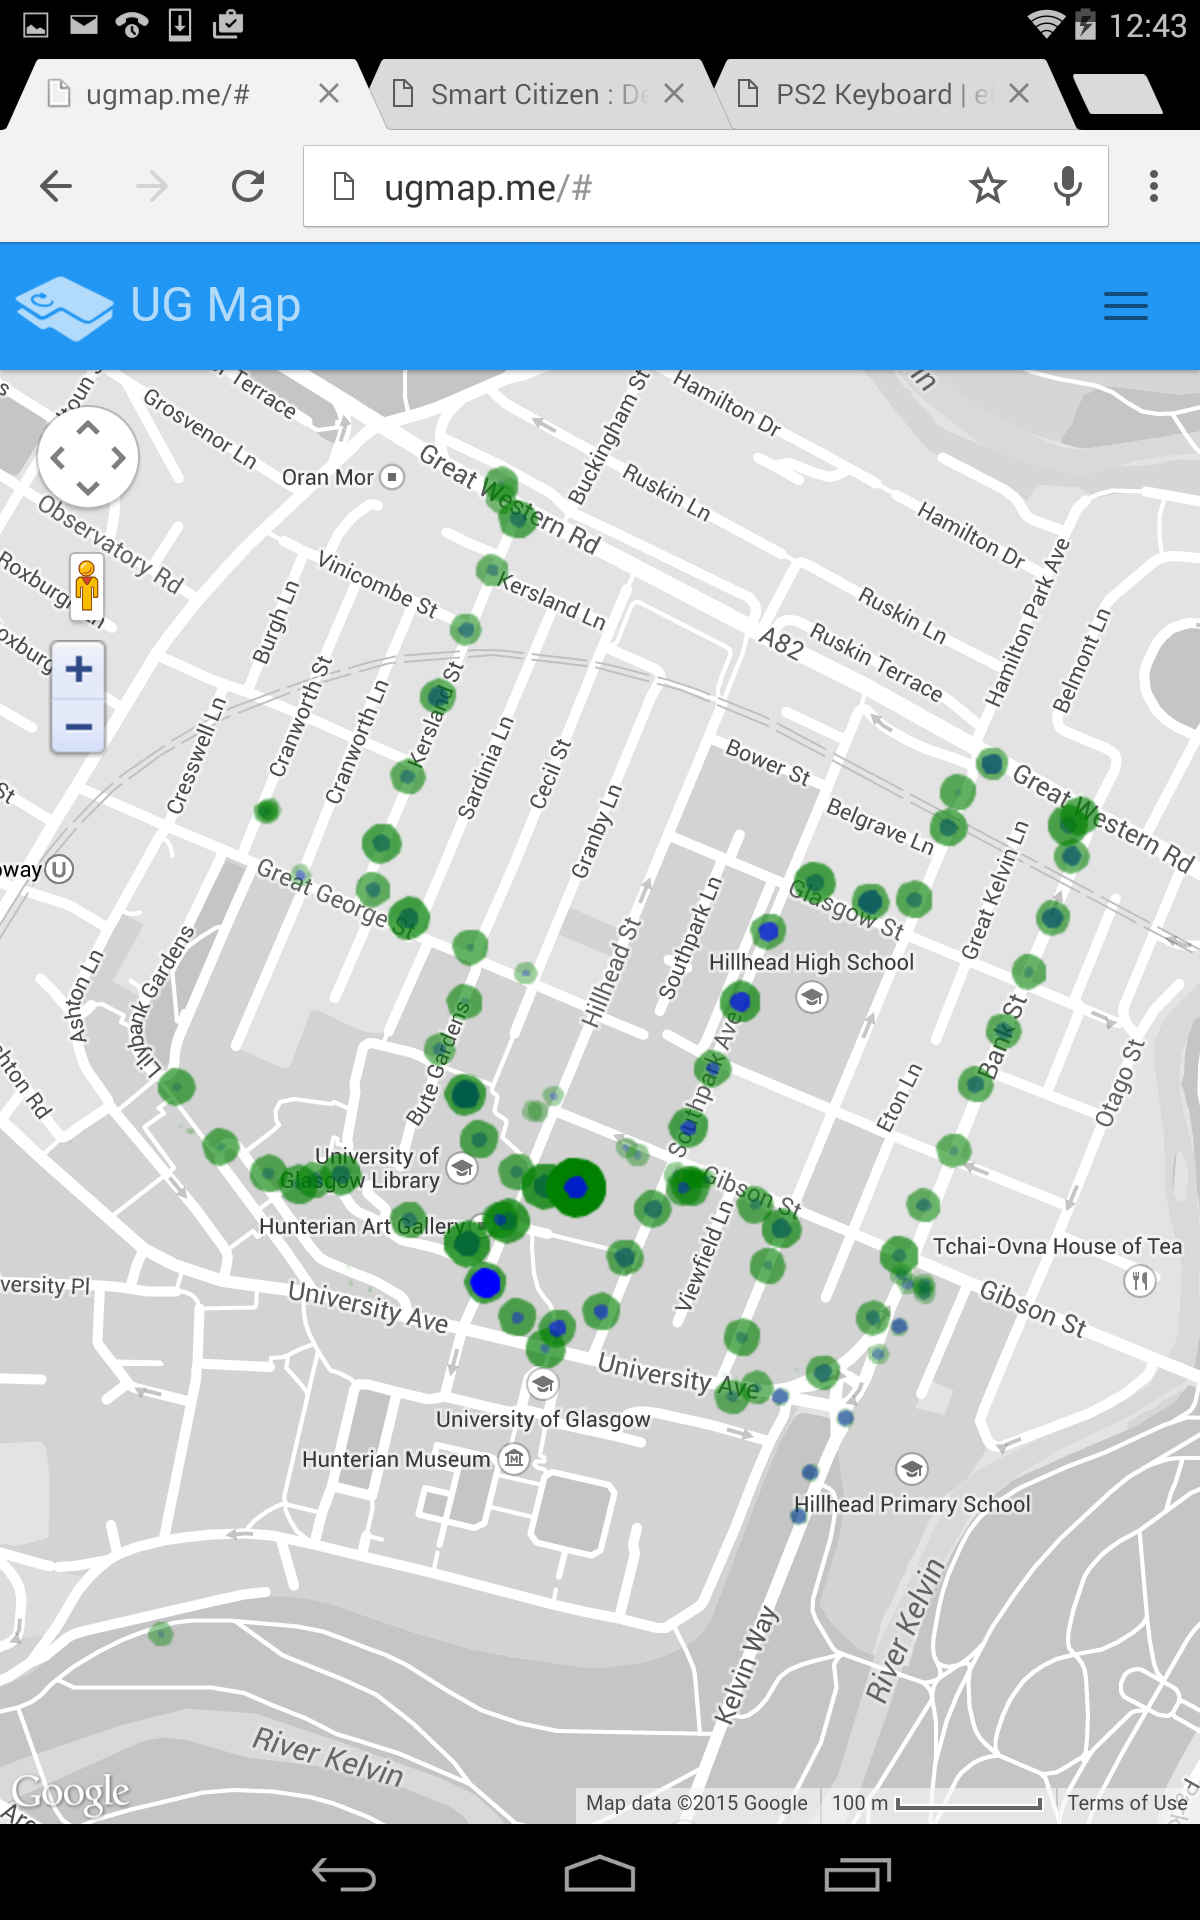 12:43
ugmap.me/#
Smart Citizen : De
PS2 Keyboard | el
ugmap.me/#
UG Map
Terrace
Grosvenor Ln
Buckingham St
Hamilton Dr
Oran Mor
Great Western Rd
Ruskin Ln
Hamilton Dr
Observatory Rd
Vinicombe St
Kersland Ln
Burgh Ln
Ruskin Ln
Hamilton Park Ave
A82
Ruskin Terrace
Belmont Ln
Cresswell Ln
Cranworth St
Cranworth Ln
Kersland St
Sardinia Ln
Cecil St
Granby Ln
Bower St
Belgrave Ln
Great Western Rd
Great Kelvin Ln
U
Great George St
Glasgow St
Hillhead St
Southpark Ln
Hillhead High School
Ashton Ln
Lilybank Gardens
Bute Gardens
Southpark Ave
Bank St
Eton Ln
Otago St
University of
Glasgow Library
Gibson St
Hunterian Art Gallery
Viewfield Ln
Tchai-Ovna House of Tea
versity Pl
University Ave
Gibson St
University Ave
University of Glasgow
Hunterian Museum
M
Hillhead Primary School
Kelvin Way
River Kelvin
River Kelvin
Google
Map data ©2015 Google
100 m
Terms of Use